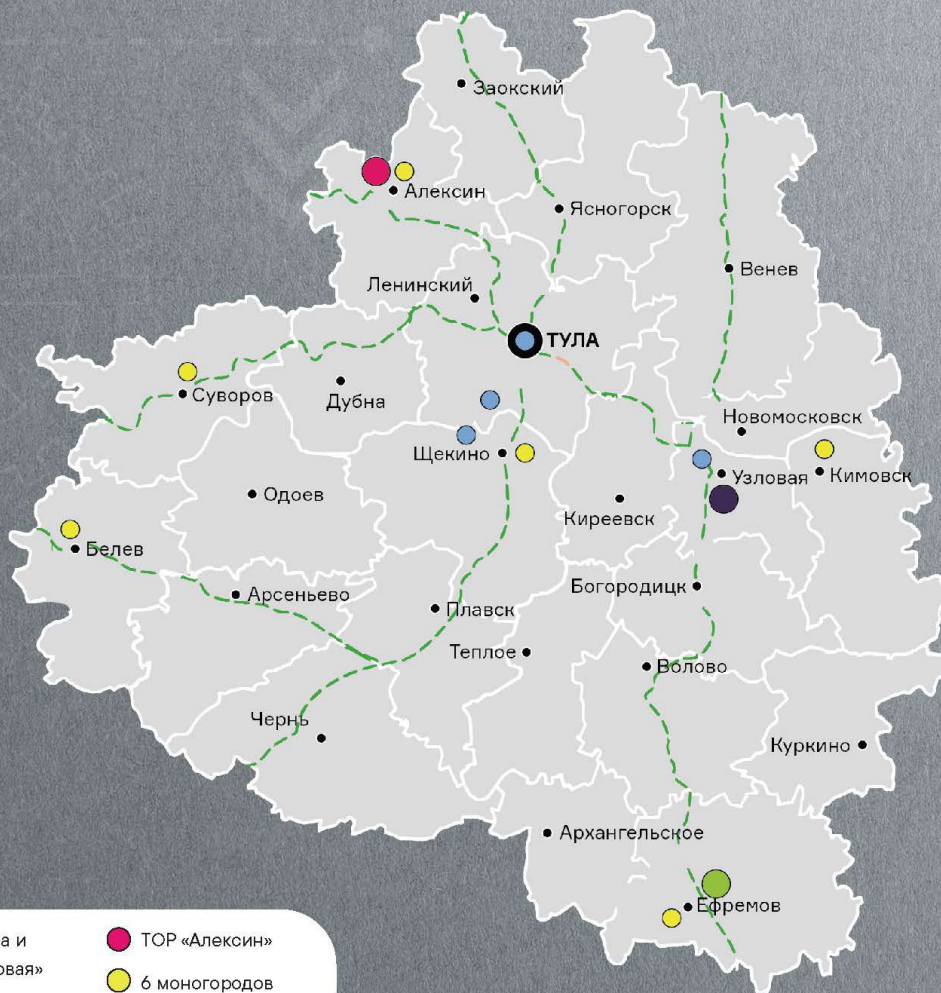 Заокский
Алексин
Ясногорск
Венев
Ленинский
ТУЛА
Суворов
Дубна
Новомосковск
Щекино
Узловая
Кимовск
Одоев
Киреевск
Белев
Богородицк
Арсеньево
Плавск
Теплое
Волово
Чернь
Куркино
Архангельское
Ефремов
а и
овая»
ТОР «Алексин»
6 моногородов